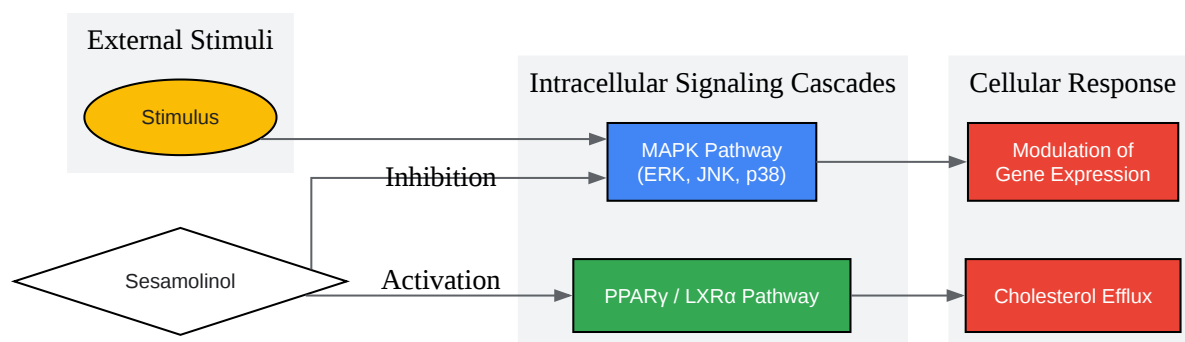 External Stimuli
Stimulus
Intracellular Signaling Cascades
Cellular Response
MAPK Pathway
(ERK, JNK, p38)
Modulation of
Gene Expression
Inhibition
Sesamolinol
Activation
PPARγ / LXRα Pathway
Cholesterol Efflux